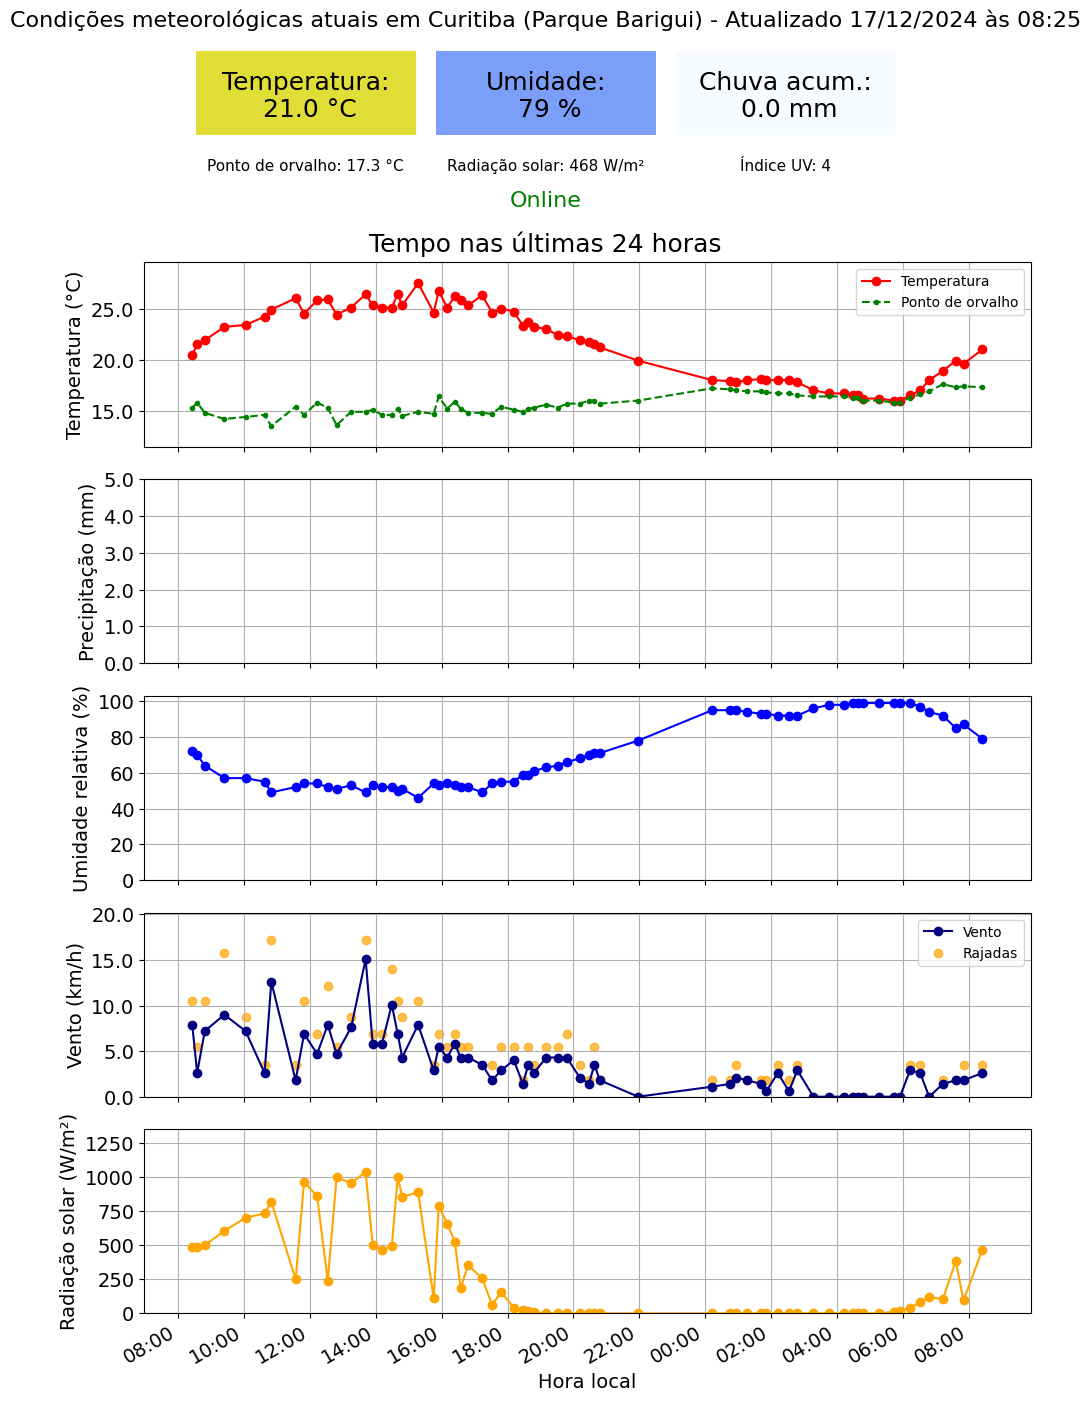 Condições meteorológicas atuais em Curitiba (Parque Barigui) - Atualizado 17/12/2024 às 08:25
Temperatura:
21.0 °C
Umidade:
79 %
Chuva acum.:
0.0 mm
Ponto de orvalho: 17.3 °C
Radiação solar: 468 W/m²
Índice UV: 4
Online
Tempo nas últimas 24 horas
Temperatura (°C)
25.0
20.0
15.0
Temperatura
Ponto de orvalho
Precipitação (mm)
5.0
4.0
3.0
2.0
1.0
0.0
Umidade relativa (%)
100
80
60
40
20
0
Vento (km/h)
20.0
15.0
10.0
5.0
0.0
Vento
Rajadas
Radiação solar (W/m²)
1250
1000
750
500
250
0
08:00
10:00
12:00
14:00
16:00
18:00
20:00
22:00
00:00
02:00
04:00
06:00
08:00
Hora local